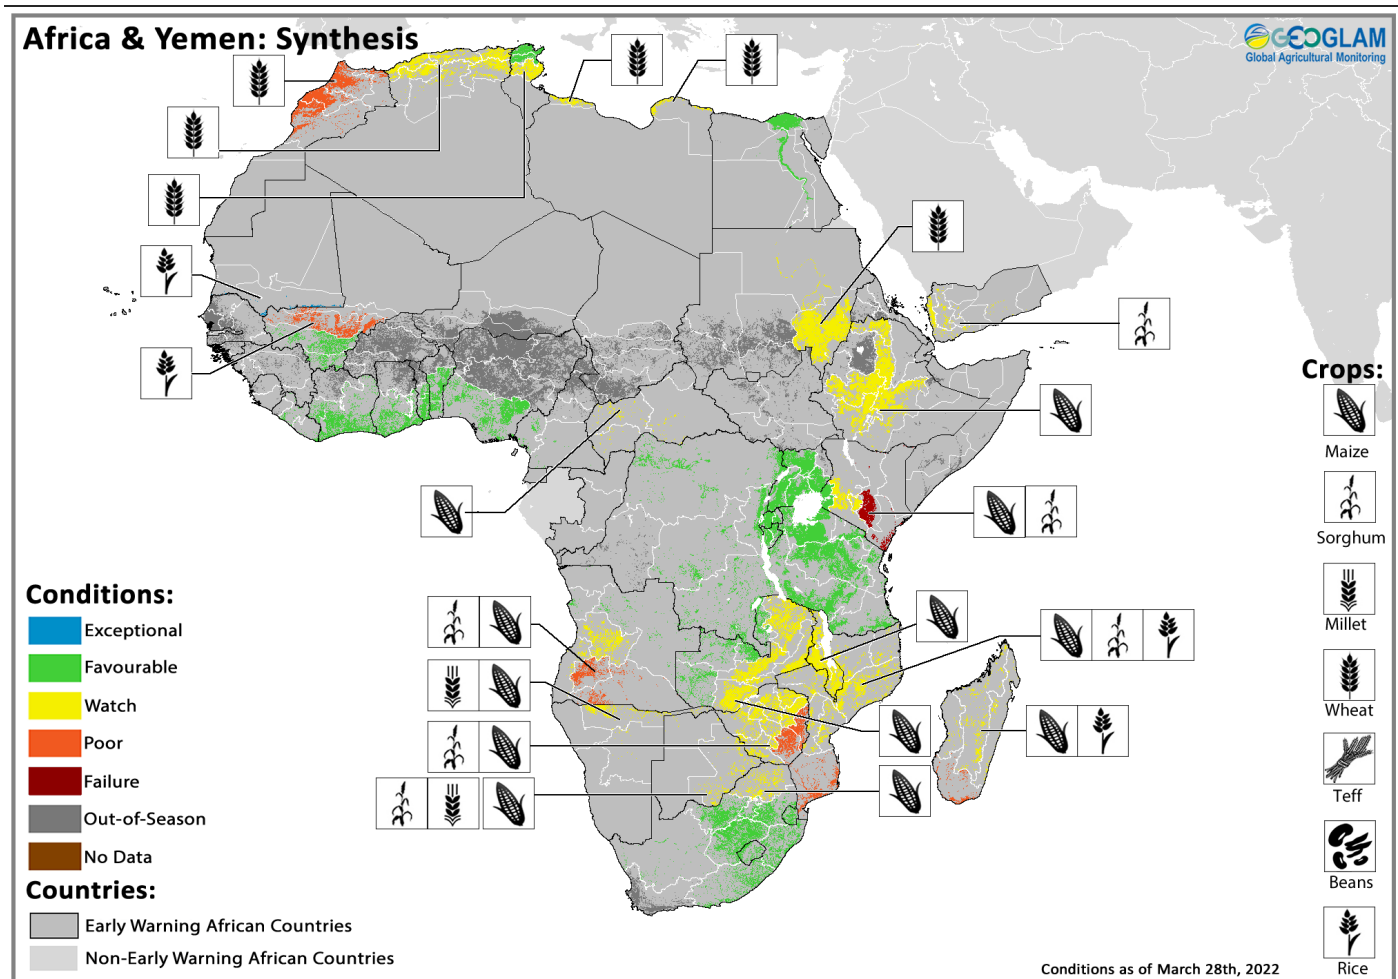 Africa & Yemen: Synthesis
GEOGLAM
Global Agricultural Monitoring
Crops:
Maize
Sorghum
Millet
Wheat
Teff
Beans
Rice
Conditions:
Exceptional
Favourable
Watch
Poor
Failure
Out-of-Season
No Data
Countries:
Early Warning African Countries
Non-Early Warning African Countries
Conditions as of March 28th, 2022